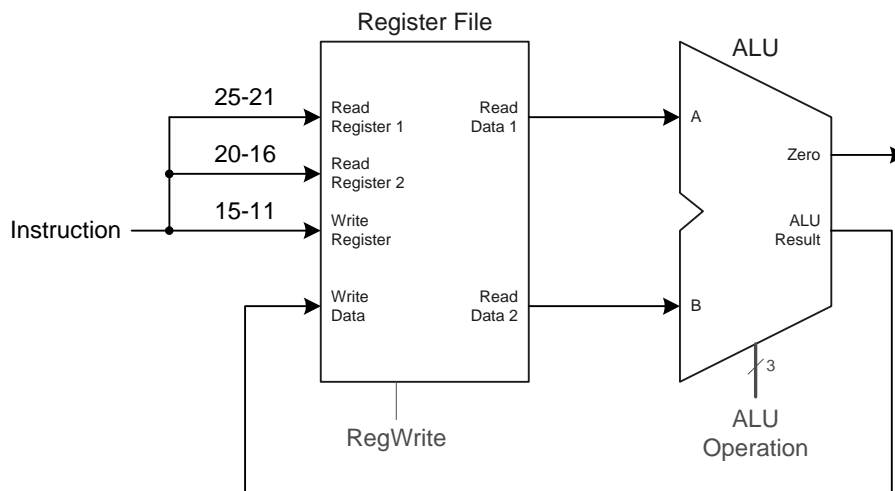 Register File
ALU
25-21
Read
Register 1
Read
Data 1
A
20-16
Read
Register 2
Zero
15-11
Instruction
Write
Register
ALU
Result
Write
Data
Read
Data 2
B
3
RegWrite
ALU
Operation